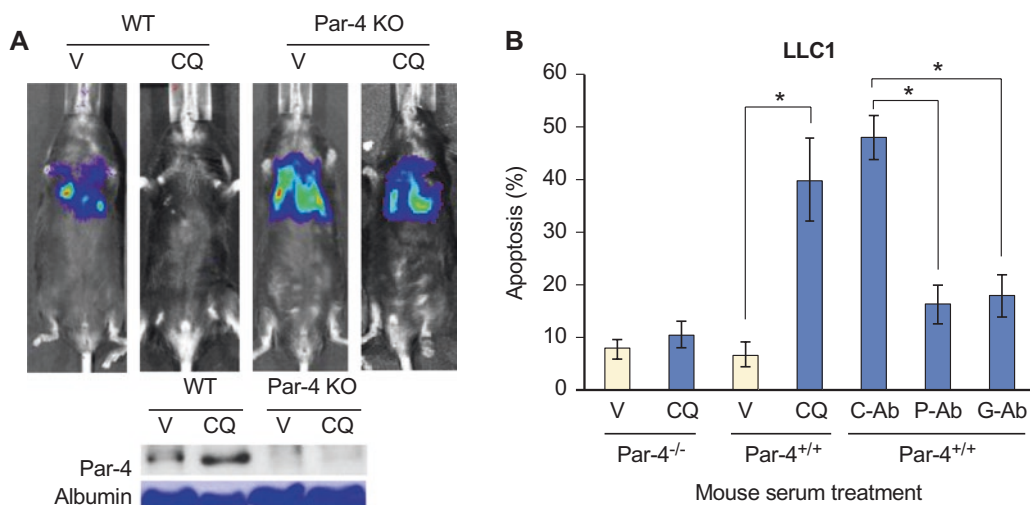 A
WT
Par-4 KO
V
CQ
V
CQ
WT
Par-4 KO
V
CQ
V
CQ
Par-4
Albumin
B
LLC1
Apoptosis (%)
60
50
40
30
20
10
0
*
*
*
V
CQ
V
CQ
C-Ab
P-Ab
G-Ab
Par-4-/-
Par-4+/+
Par-4+/+
Mouse serum treatment